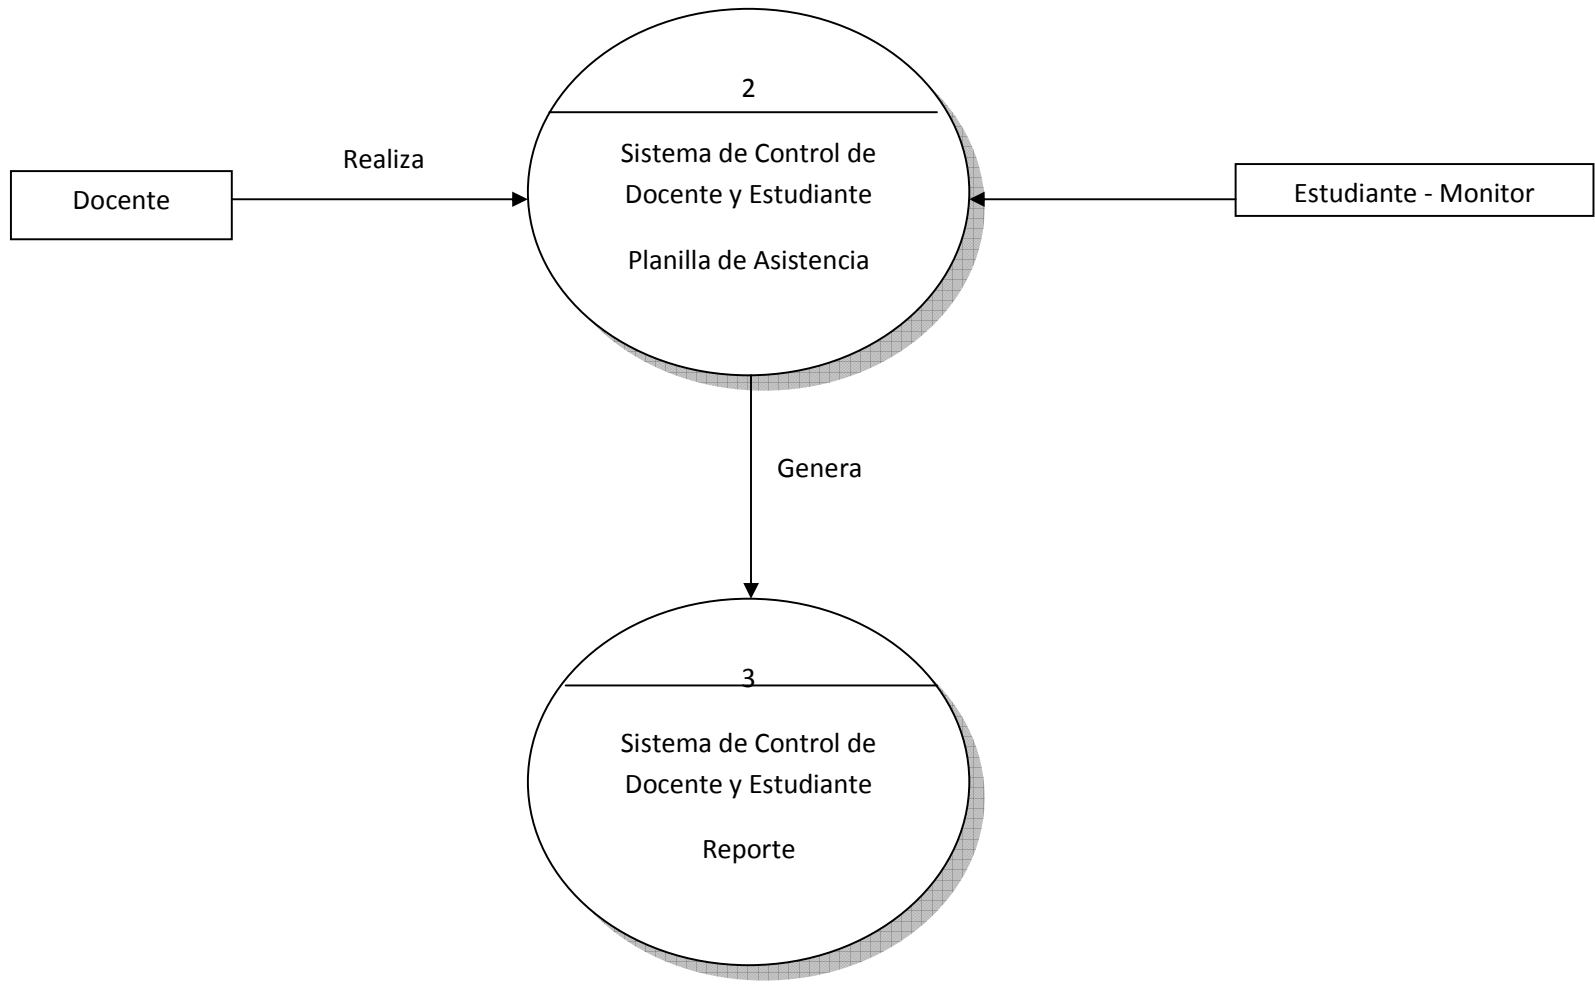 2
Sistema de Control de
Docente y Estudiante
Planilla de Asistencia
Realiza
Docente
Estudiante - Monitor
Genera
3
Sistema de Control de
Docente y Estudiante
Reporte